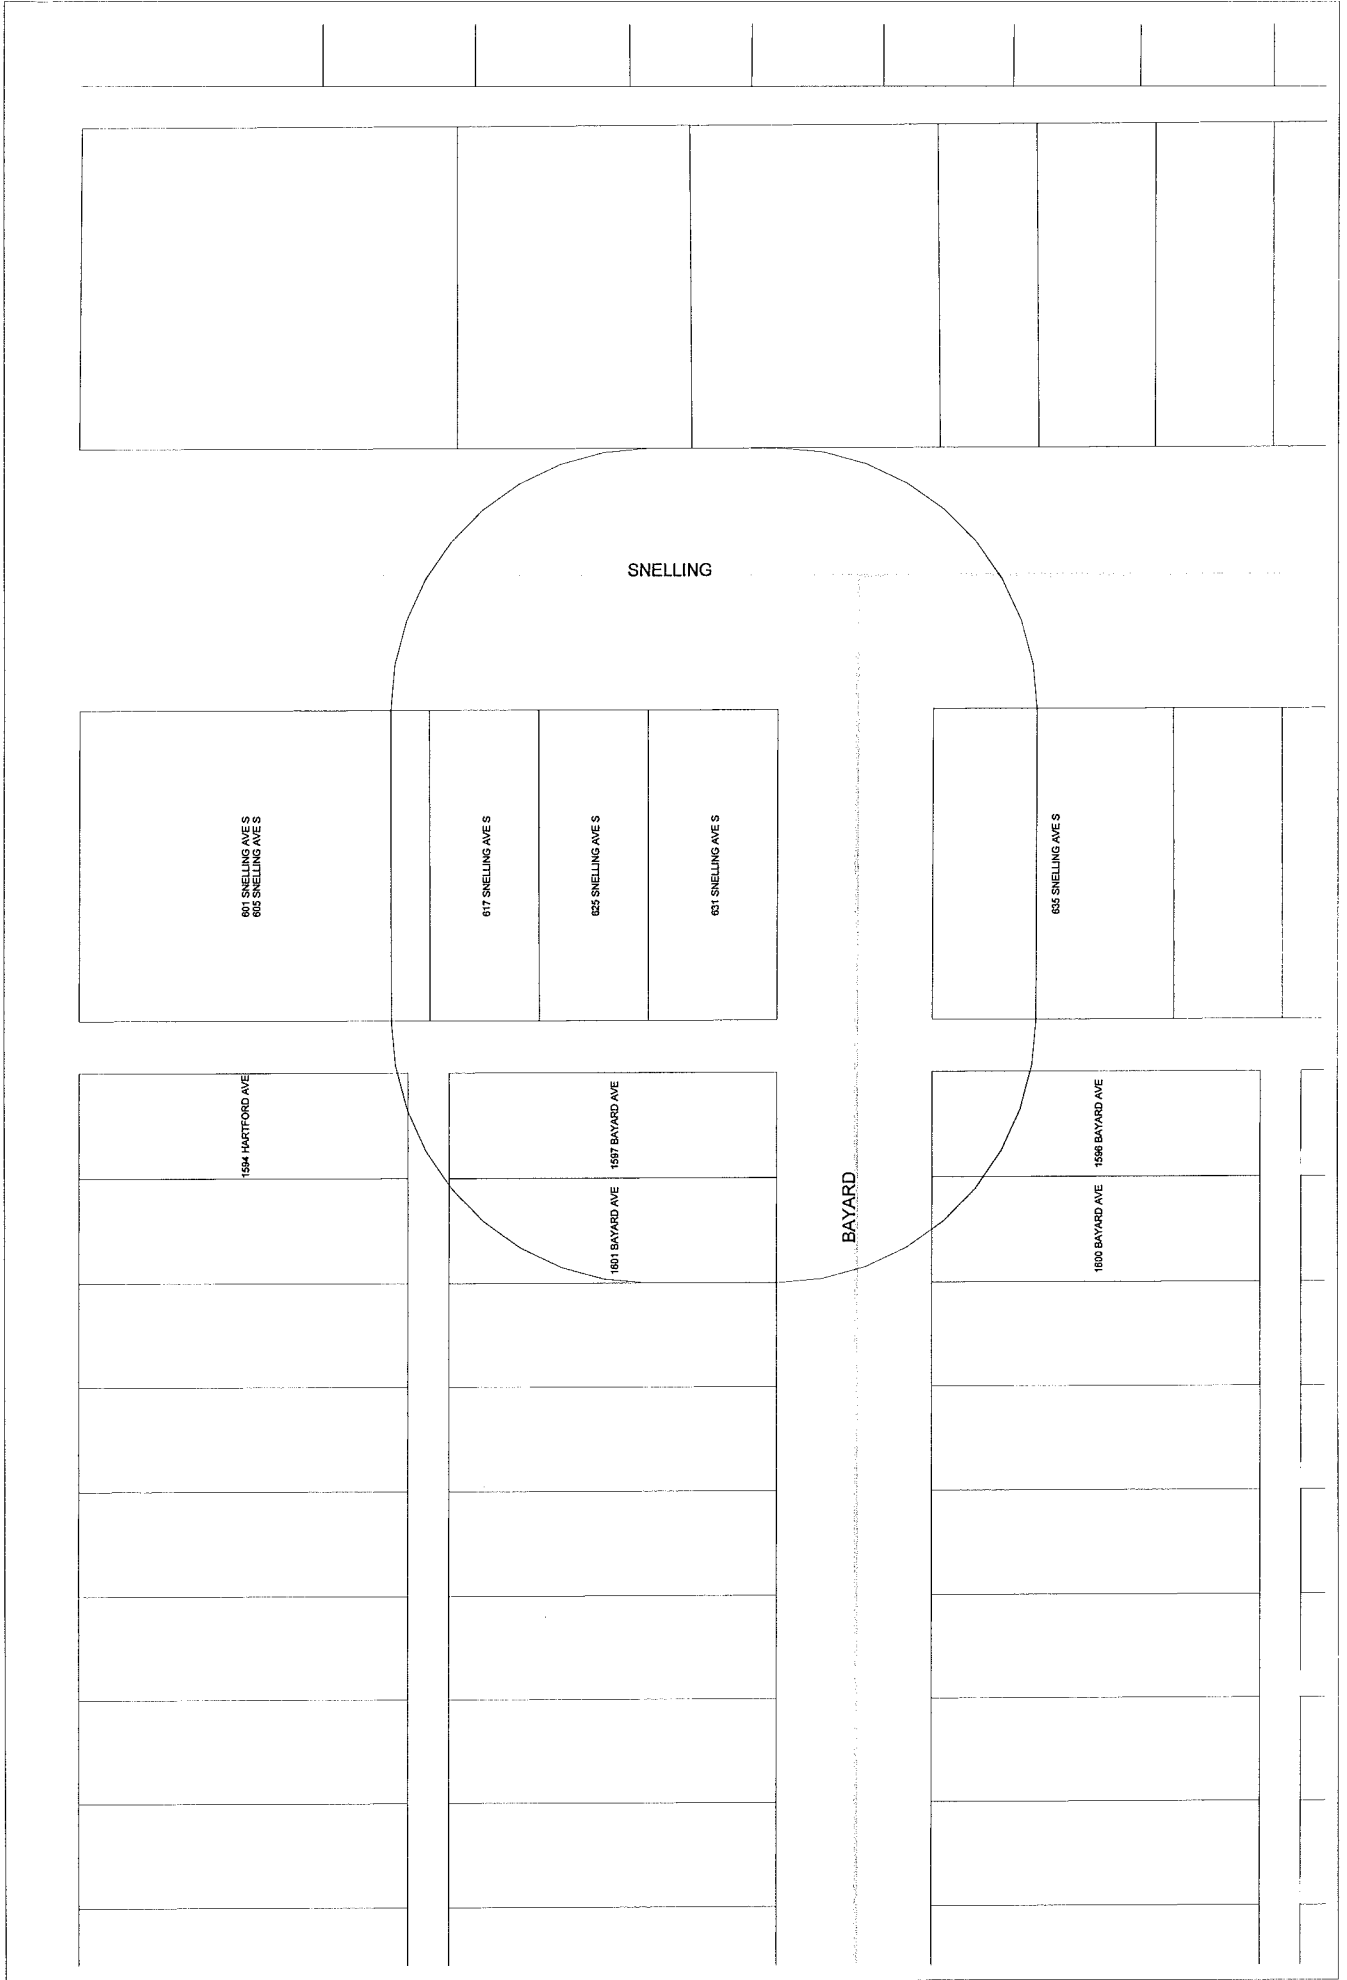 SNELLING
601 SNELLING AVE S
605 SNELLING AVE S
617 SNELLING AVE S
625 SNELLING AVE S
631 SNELLING AVE S
635 SNELLING AVE S
1594 HARTFORD AVE
1597 BAYARD AVE
1596 BAYARD AVE
1601 BAYARD AVE
BAYARD
1600 BAYARD AVE